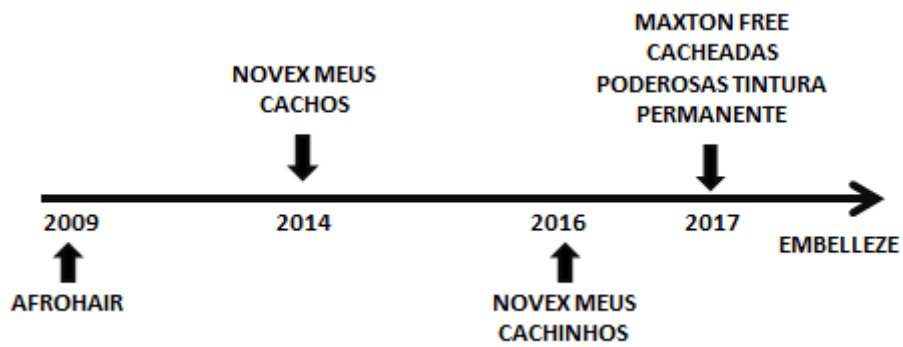 MAXTON FREE
CACHEADAS
PODEROSAS TINTURA
PERMANENTE
NOVEX MEUS
CACHOS
2009
2014
2016
2017
EMBELLEZE
AFROHAIR
NOVEX MEUS
CACHINHOS